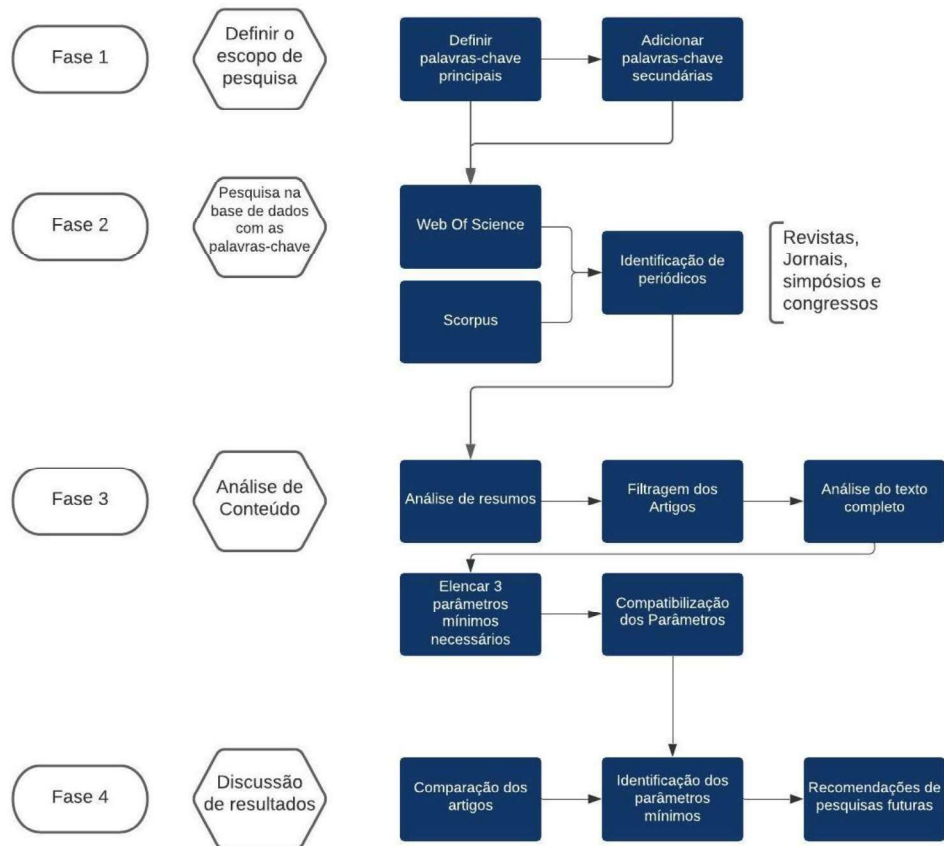 Fase 1
Definir o
escopo de
pesquisa
Definir
palavras-chave
principais
Adicionar
palavras-chave
secundárias
Fase 2
Pesquisa na
base de dados
com as
palavras-chave
Web Of Science
Scorpus
Identificação de
periódicos
Revistas,
Jornais,
simpósios e
congressos
Fase 3
Análise de
Conteúdo
Análise de resumos
Filtragem dos
Artigos
Análise do texto
completo
Elencar 3
parâmetros
mínimos
necessários
Compatibilização
dos Parâmetros
Fase 4
Discussão
de resultados
Comparação dos
artigos
Identificação dos
parâmetros
mínimos
Recomendações de
pesquisas futuras